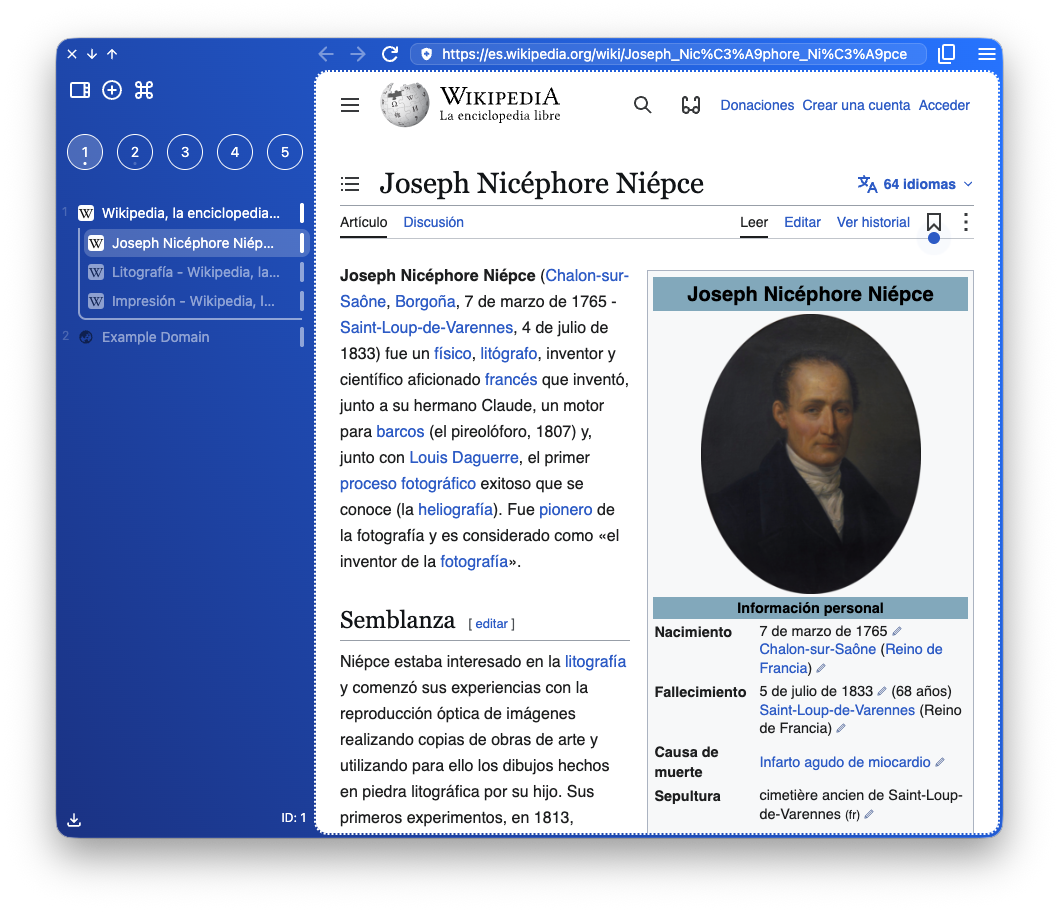 https://es.wikipedia.org/wiki/Joseph_Nic%C3%A9phore_Ni%C3%A9pce
1 2 3 4 5
1 W Wikipedia, la enciclopedia...
W Joseph Nicéphore Niép...
W Litografía - Wikipedia, la...
W Impresión - Wikipedia, l...
2 Example Domain
ID: 1
WIKIPEDIA
La enciclopedia libre
Donaciones Crear una cuenta Acceder
Joseph Nicéphore Niépce
64 idiomas
Artículo Discusión Leer Editar Ver historial
Joseph Nicéphore Niépce (Chalon-sur-
Saône, Borgoña, 7 de marzo de 1765 -
Saint-Loup-de-Varennes, 4 de julio de
1833) fue un físico, litógrafo, inventor y
científico aficionado francés que inventó,
junto a su hermano Claude, un motor
para barcos (el pireolóforo, 1807) y,
junto con Louis Daguerre, el primer
proceso fotográfico exitoso que se
conoce (la heliografía). Fue pionero de
la fotografía y es considerado como «el
inventor de la fotografía».
Semblanza [ editar ]
Niépce estaba interesado en la litografía
y comenzó sus experiencias con la
reproducción óptica de imágenes
realizando copias de obras de arte y
utilizando para ello los dibujos hechos
en piedra litográfica por su hijo. Sus
primeros experimentos, en 1813,
Joseph Nicéphore Niépce
Información personal
Nacimiento 7 de marzo de 1765
Chalon-sur-Saône (Reino de
Francia)
Fallecimiento 5 de julio de 1833 (68 años)
Saint-Loup-de-Varennes (Reino
de Francia)
Causa de
muerte
Infarto agudo de miocardio
Sepultura cimetière ancien de Saint-Loup-
de-Varennes (fr)